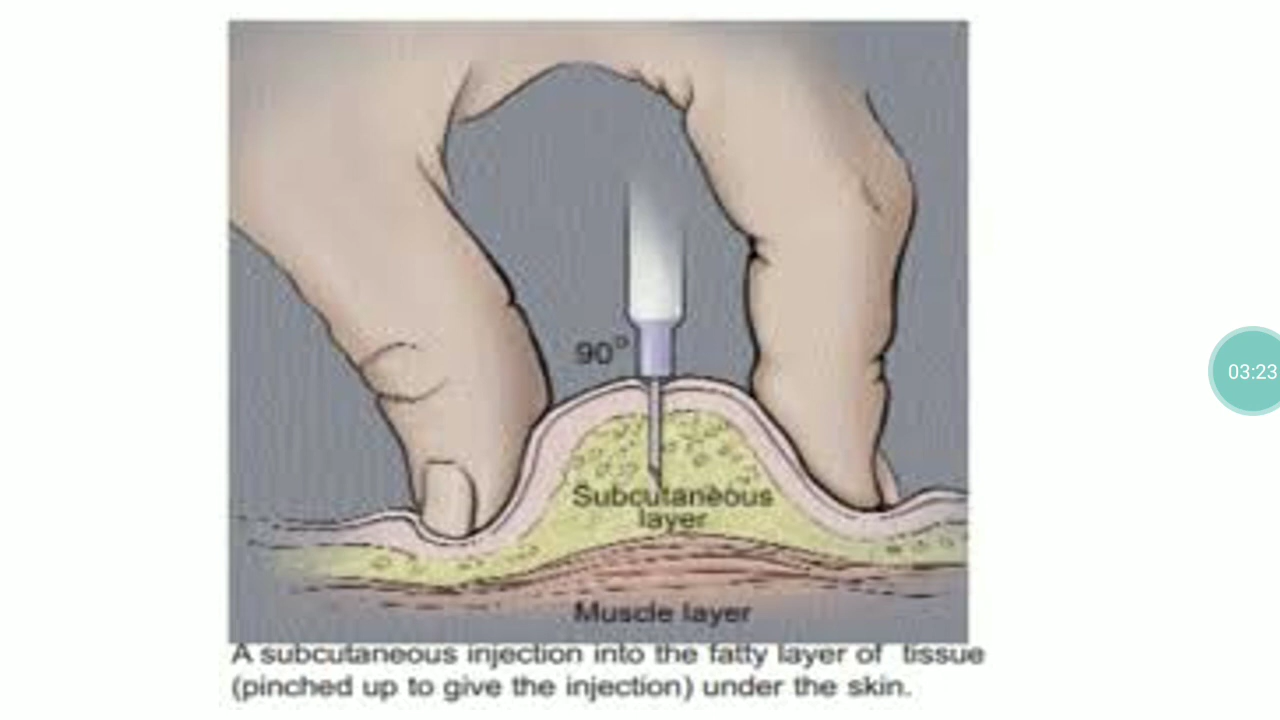 90°
Subcutaneous
layer
Muscle layer
A subcutaneous injection into the fatty layer of tissue
(pinched up to give the injection) under the skin.
03:23